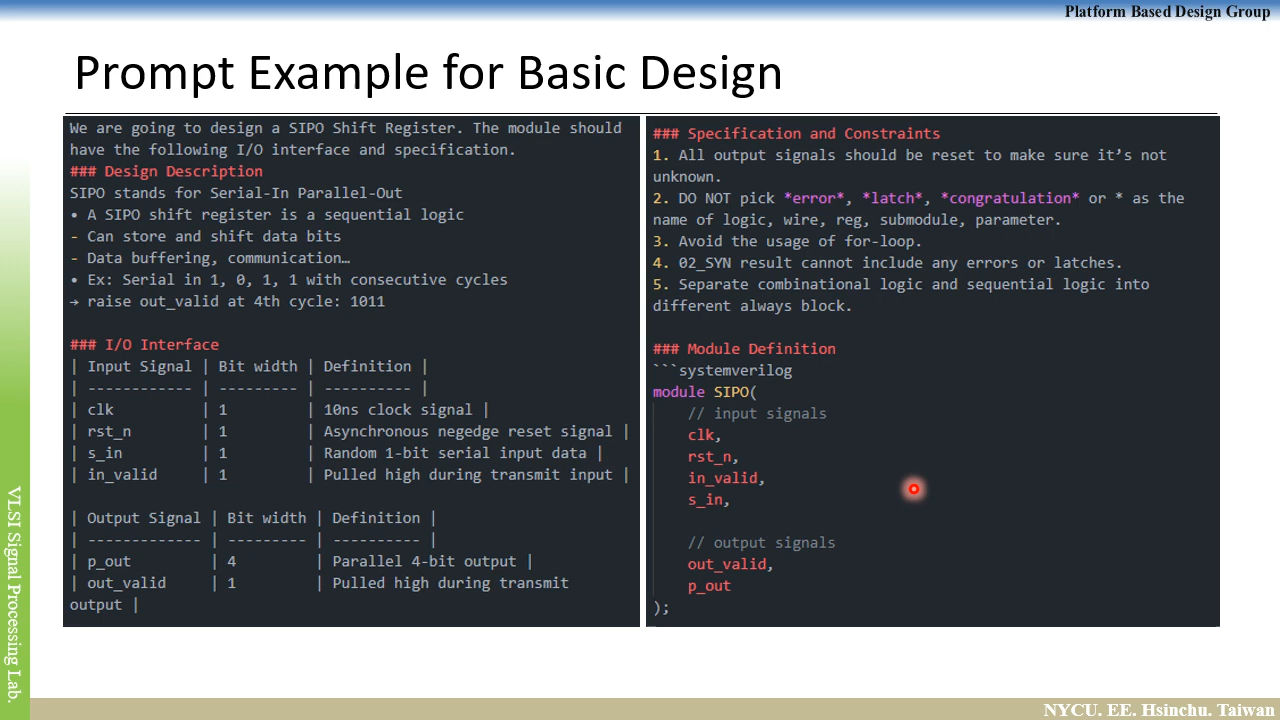 Platform Based Design Group
Prompt Example for Basic Design
We are going to design a SIPO Shift Register. The module should
have the following I/O interface and specification.
### Design Description
SIPO stands for Serial-In Parallel-Out
• A SIPO shift register is a sequential logic
- Can store and shift data bits
- Data buffering, communication…
• Ex: Serial in 1, 0, 1, 1 with consecutive cycles
→ raise out_valid at 4th cycle: 1011
### I/O Interface
| Input Signal | Bit width | Definition |
| ------------ | --------- | ---------- |
| clk | 1 | 10ns clock signal |
| rst_n | 1 | Asynchronous negedge reset signal |
| s_in | 1 | Random 1-bit serial input data |
| in_valid | 1 | Pulled high during transmit input |
| Output Signal | Bit width | Definition |
| ------------- | --------- | ---------- |
| p_out | 4 | Parallel 4-bit output |
| out_valid | 1 | Pulled high during transmit
output |
### Specification and Constraints
1. All output signals should be reset to make sure it’s not
unknown.
2. DO NOT pick *error*, *latch*, *congratulation* or * as the
name of logic, wire, reg, submodule, parameter.
3. Avoid the usage of for-loop.
4. 02_SYN result cannot include any errors or latches.
5. Separate combinational logic and sequential logic into
different always block.
### Module Definition
```systemverilog
module SIPO(
// input signals
clk,
rst_n,
in_valid,
s_in,
// output signals
out_valid,
p_out
);
VLSI Signal Processing Lab.
NYCU. EE. Hsinchu. Taiwan